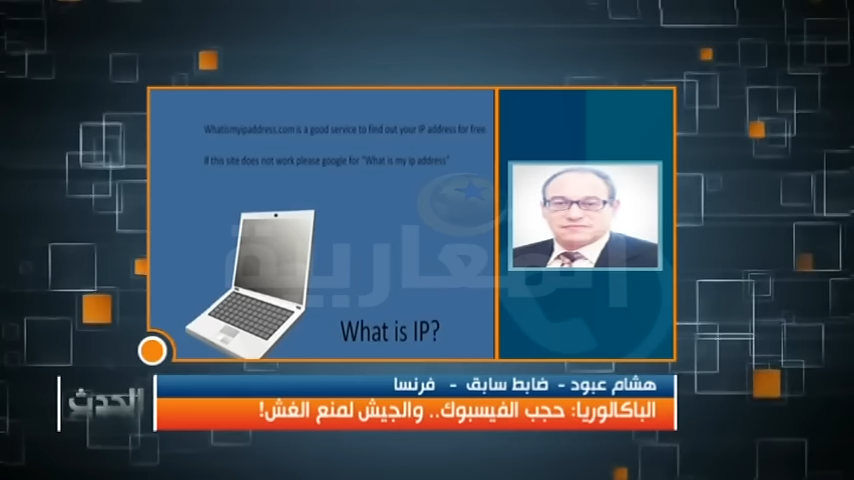 Whatismyipaddress.com is a good service to find out your IP address for free.
if this site does not work please google for "What is my ip address"
المغاربية
What is IP?
هشام عبود - ضابط سابق - فرنسا
الحدث
الباكالوريا: حجب الفيسبوك.. والجيش لمنع الغش!